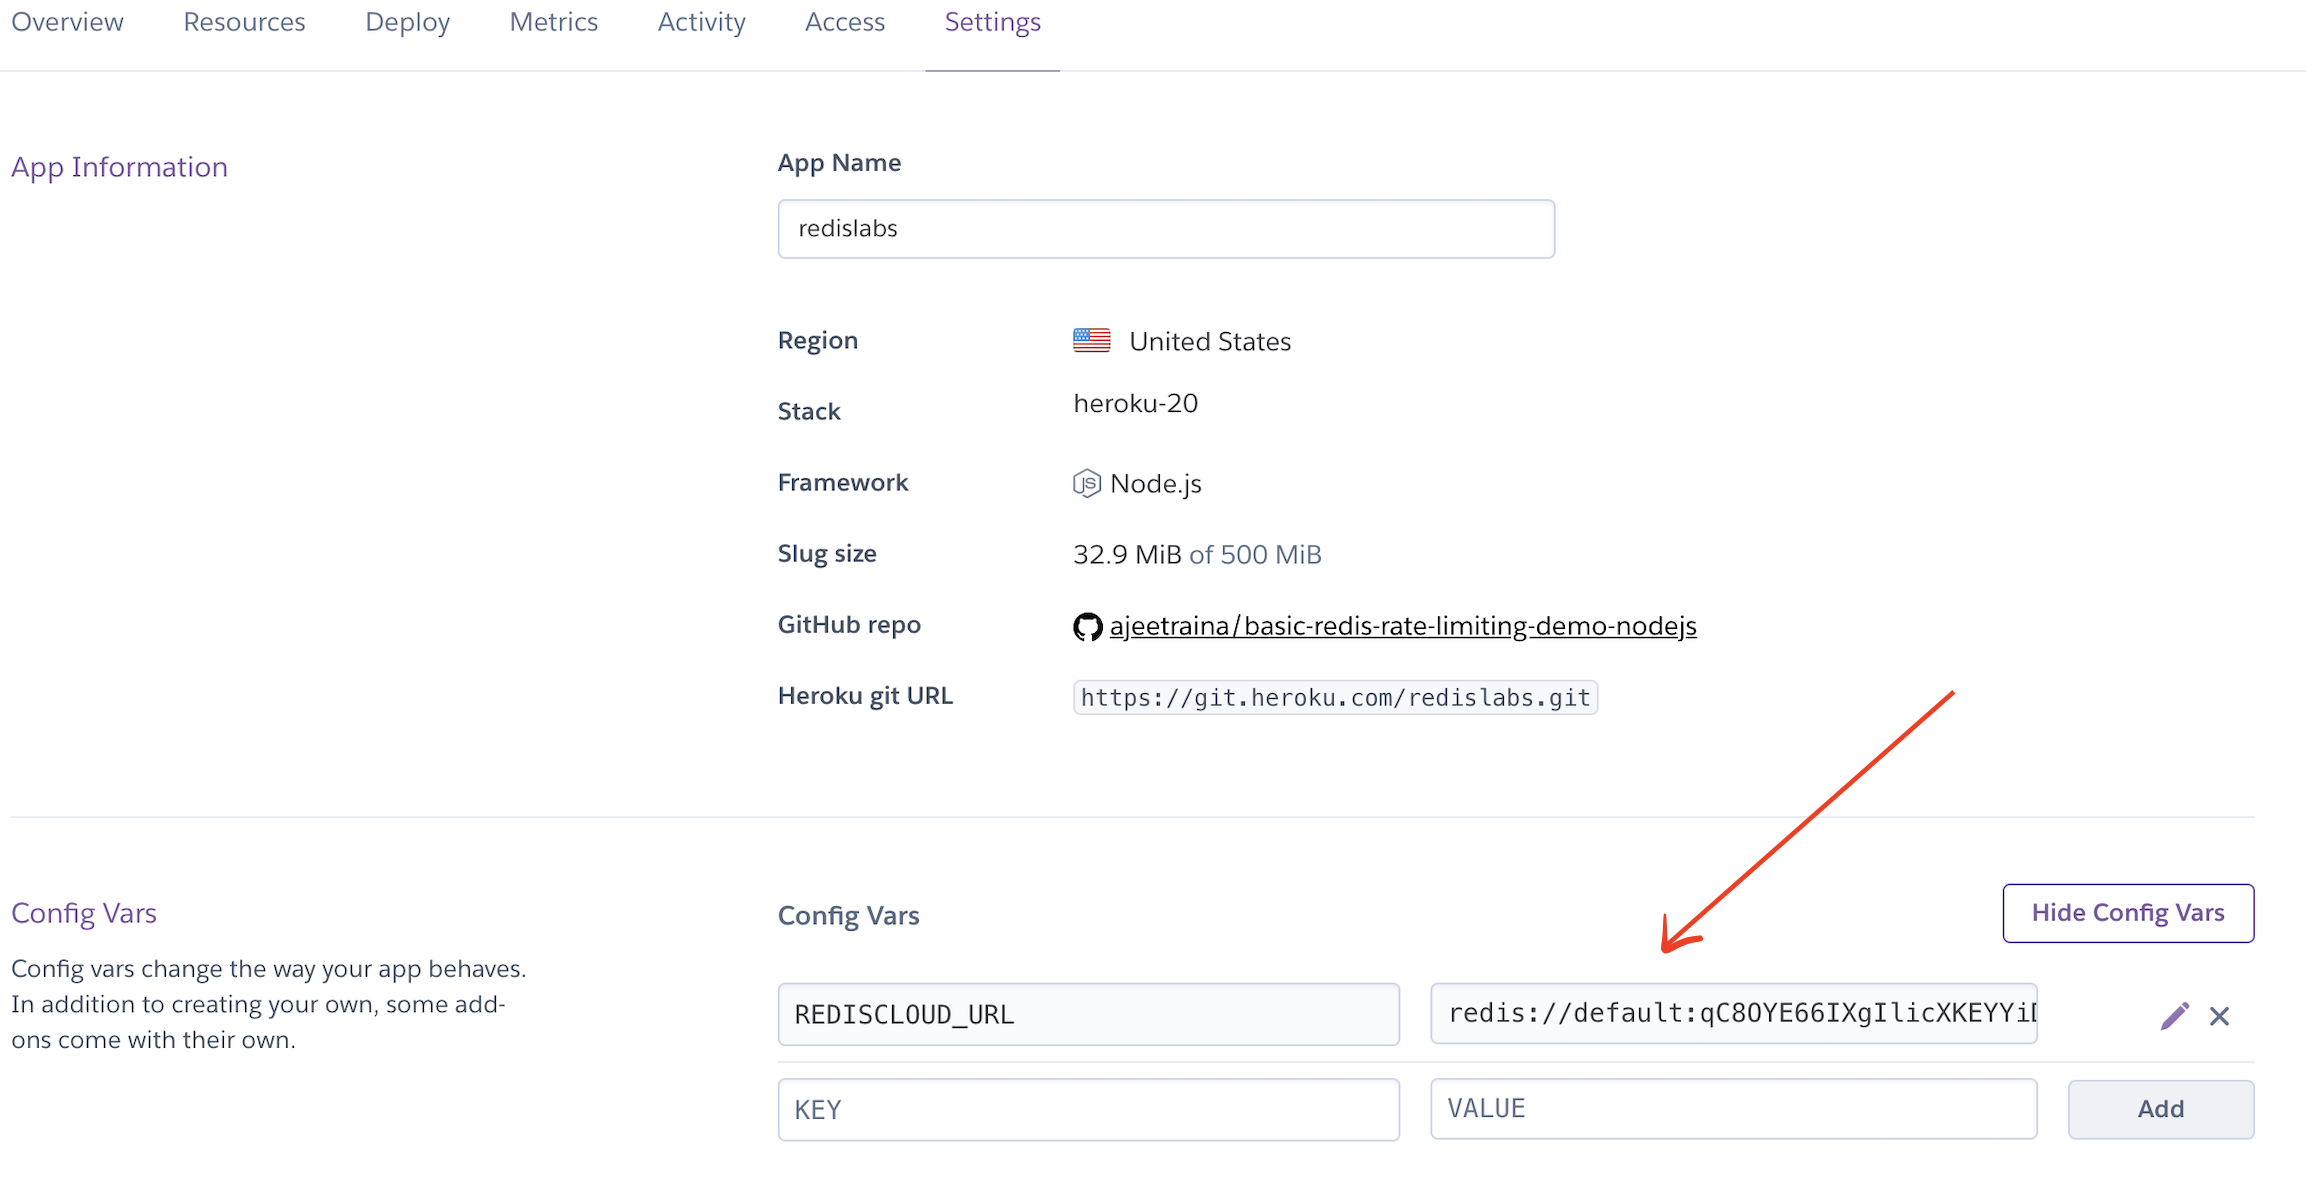 Overview Resources Deploy Metrics Activity Access Settings
App Information
App Name
redislabs
Region United States
Stack heroku-20
Framework Node.js
Slug size 32.9 MiB of 500 MiB
GitHub repo ajeetraina/basic-redis-rate-limiting-demo-nodejs
Heroku git URL https://git.heroku.com/redislabs.git
Config Vars
Config vars change the way your app behaves.
In addition to creating your own, some add-
ons come with their own.
Config Vars Hide Config Vars
REDISCLOUD_URL redis://default:qC8OYE66IXgIlicXKEYYiD
KEY VALUE Add